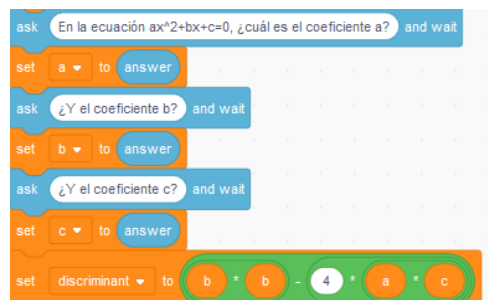 ask En la ecuación ax^2+bx+c=0, ¿cuál es el coeficiente a? and wait
set a to answer
ask ¿Y el coeficiente b? and wait
set b to answer
ask ¿Y el coeficiente c? and wait
set c to answer
set discriminant to b * b - 4 * a * c